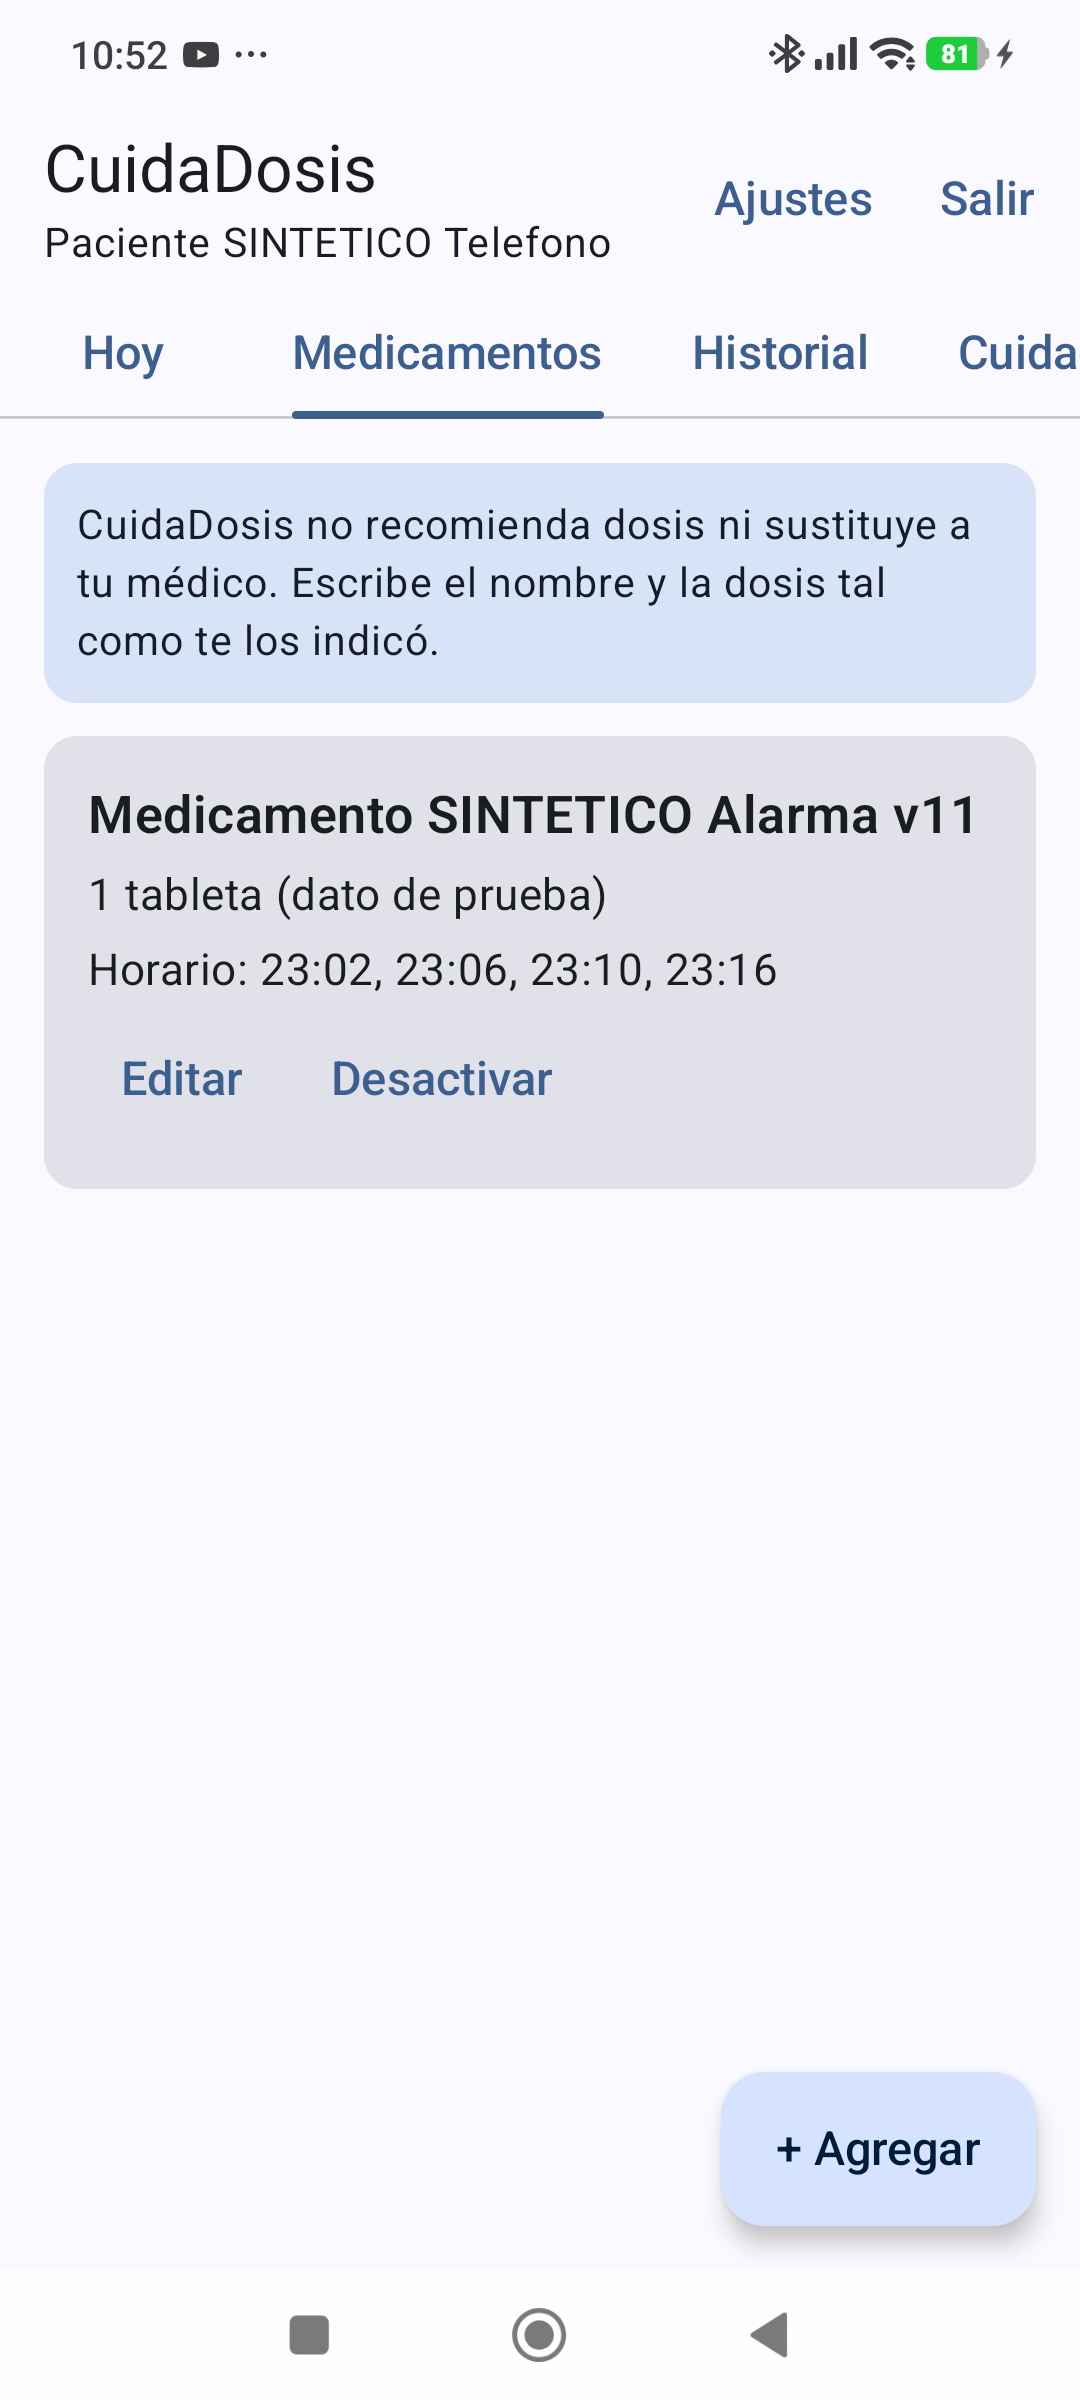 10:52
81
CuidaDosis
Paciente SINTETICO Telefono
Ajustes
Salir
Hoy
Medicamentos
Historial
Cuida
CuidaDosis no recomienda dosis ni sustituye a
tu médico. Escribe el nombre y la dosis tal
como te los indicó.
Medicamento SINTETICO Alarma v11
1 tableta (dato de prueba)
Horario: 23:02, 23:06, 23:10, 23:16
Editar
Desactivar
+ Agregar